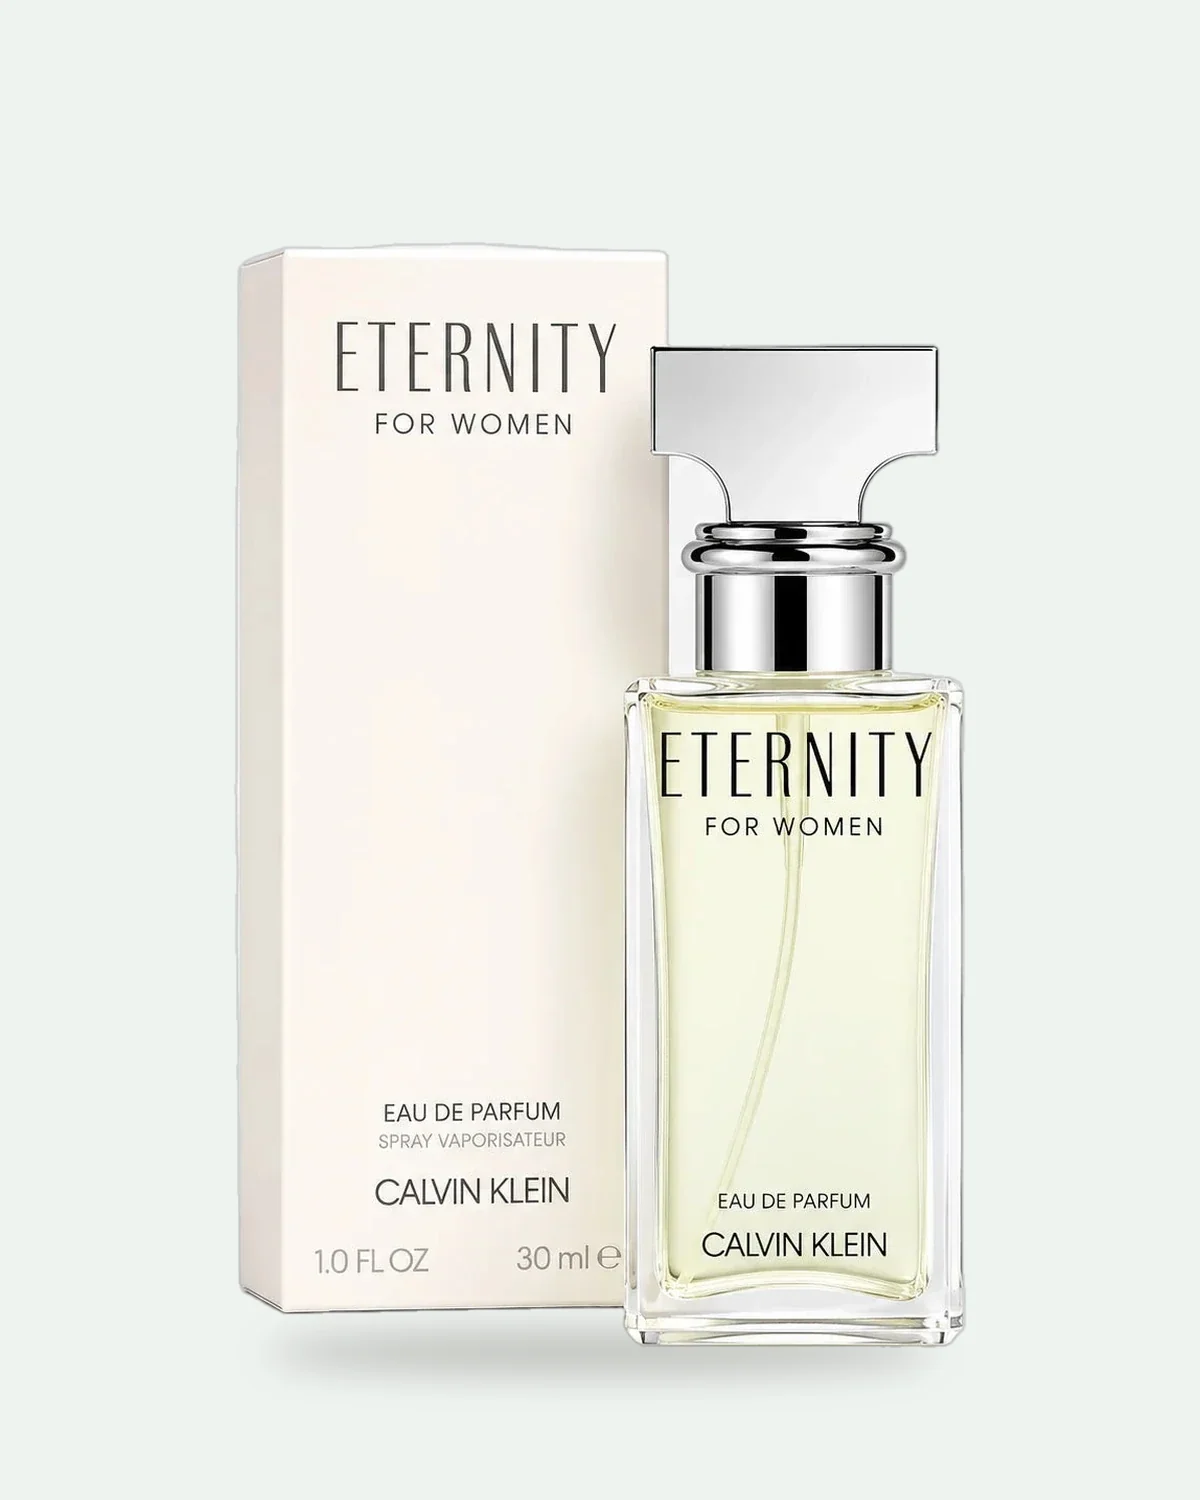 ETERNITY
FOR WOMEN
EAU DE PARFUM
SPRAY VAPORISATEUR
CALVIN KLEIN
1.0 FL OZ 30 ml ℮
ETERNITY
FOR WOMEN
EAU DE PARFUM
CALVIN KLEIN